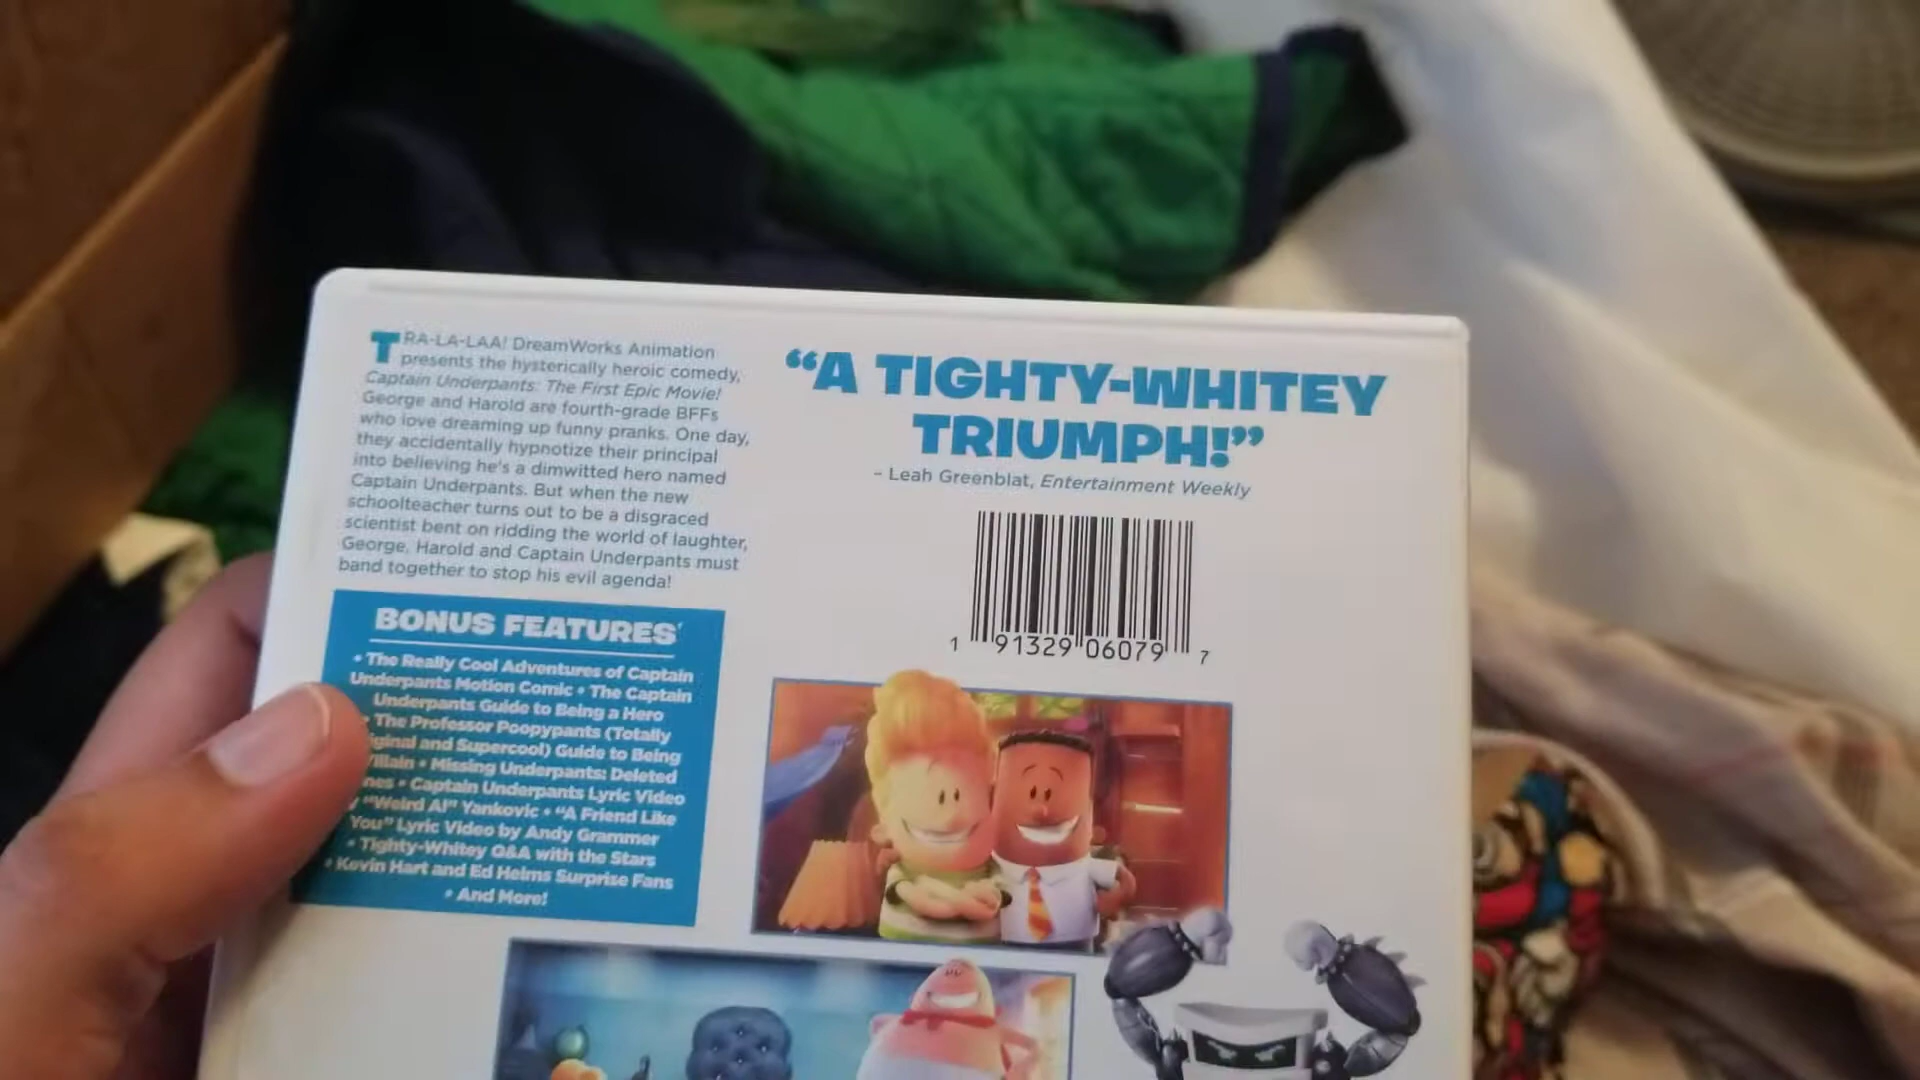 TRA-LA-LAA! DreamWorks Animation
presents the hysterically heroic comedy,
Captain Underpants: The First Epic Movie!
George and Harold are fourth-grade BFFs
who love dreaming up funny pranks. One day,
they accidentally hypnotize their principal
into believing he's a dimwitted hero named
Captain Underpants. But when the new
schoolteacher turns out to be a disgraced
scientist bent on ridding the world of laughter,
George, Harold and Captain Underpants must
band together to stop his evil agenda!
BONUS FEATURES†
• The Really Cool Adventures of Captain
Underpants Motion Comic • The Captain
Underpants Guide to Being a Hero
• The Professor Poopypants (Totally
and Supercool) Guide to Being
Villain • Missing Underpants: Deleted
• Captain Underpants Lyric Video
"Weird Al" Yankovic • "A Friend Like
You" Lyric Video by Andy Grammer
• Tighty-Whitey Q&A with the Stars
• Kevin Hart and Ed Helms Surprise Fans
• And More!
“A TIGHTY-WHITEY
TRIUMPH!”
– Leah Greenblat, Entertainment Weekly
1 91329 06079 7